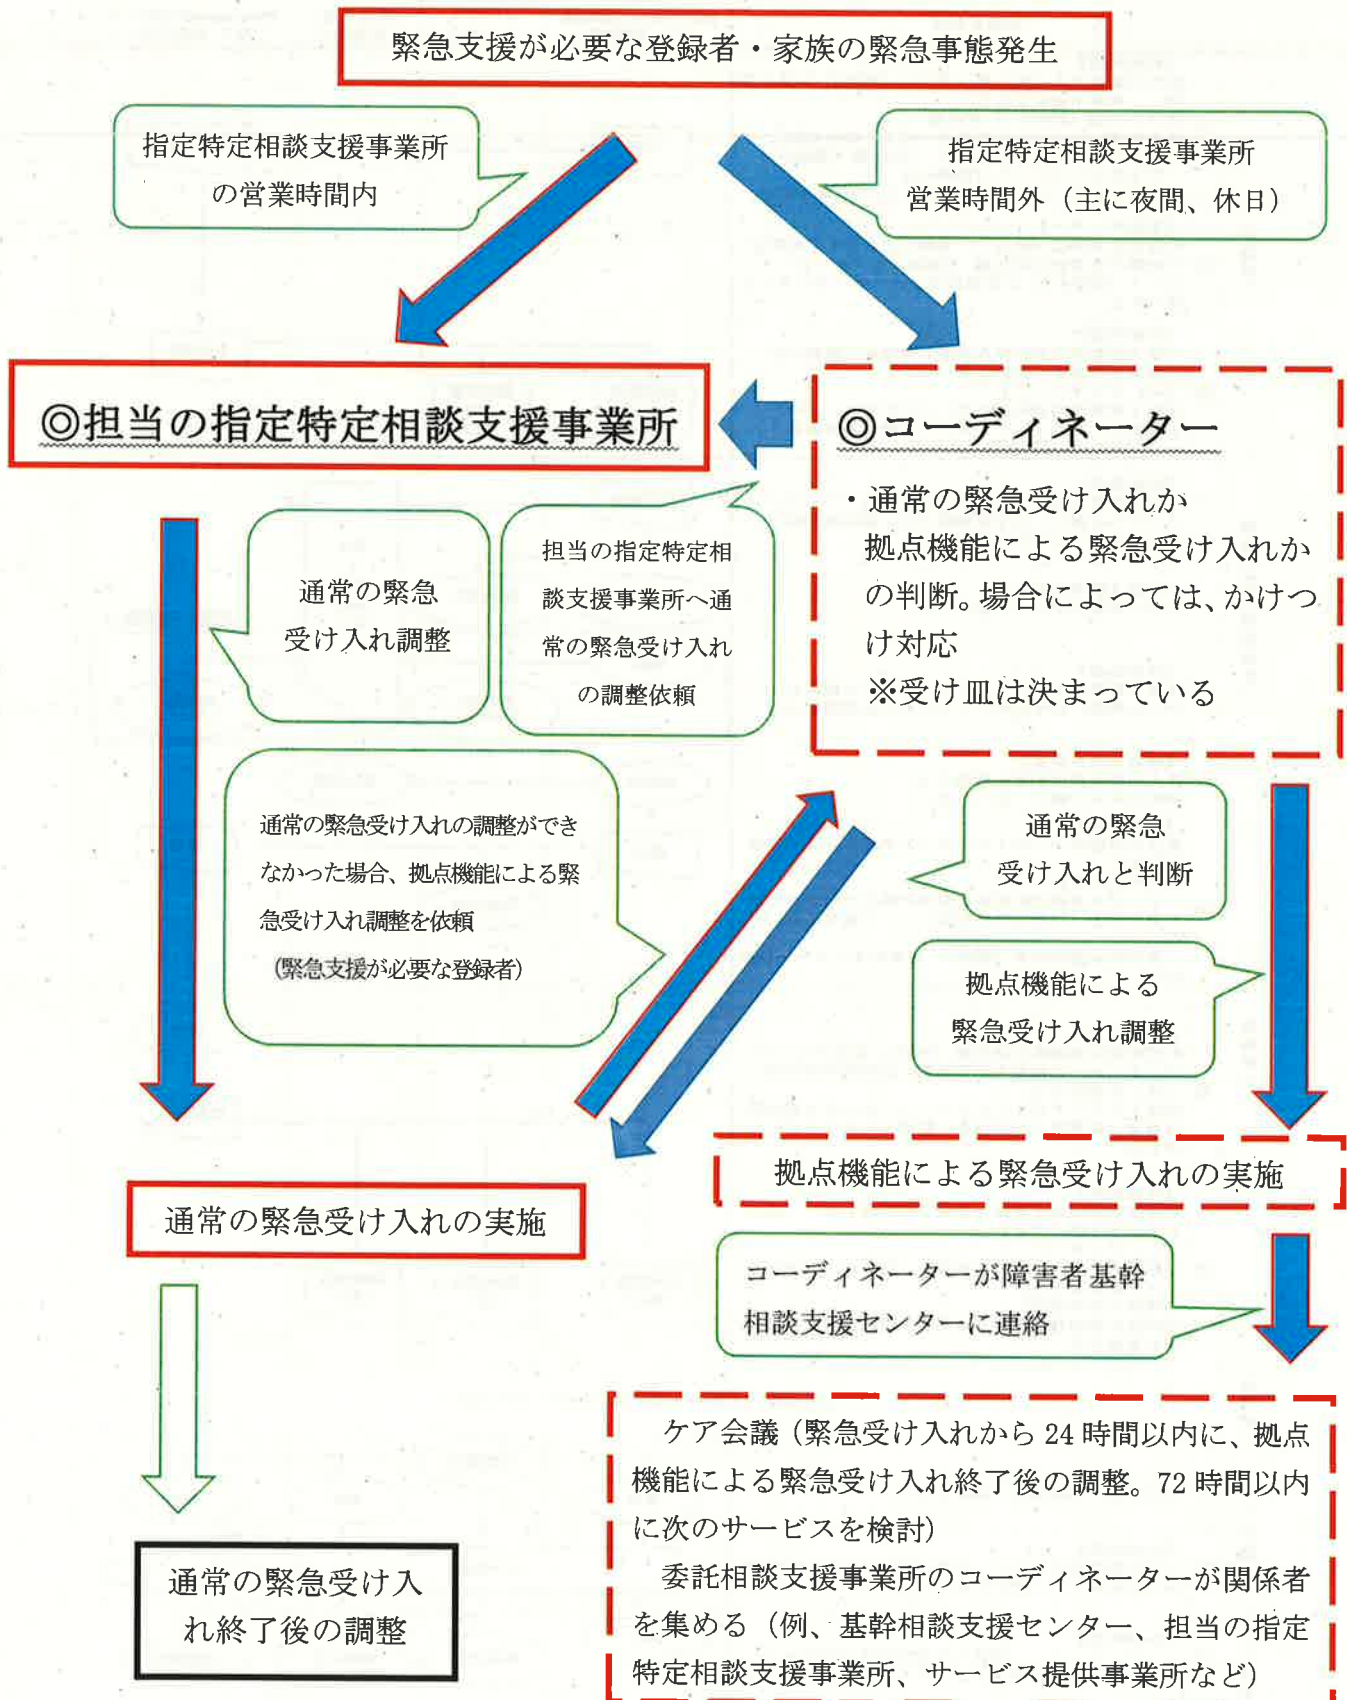 緊急支援が必要な登録者・家族の緊急事態発生
指定特定相談支援事業所
の営業時間内
指定特定相談支援事業所
営業時間外（主に夜間、休日）
◎担当の指定特定相談支援事業所
◎コーディネーター
・通常の緊急受け入れか
拠点機能による緊急受け入れか
の判断。場合によっては、かけつ
け対応
※受け皿は決まっている
通常の緊急
受け入れ調整
担当の指定特定相
談支援事業所へ通
常の緊急受け入れ
の調整依頼
通常の緊急受け入れの調整ができ
なかった場合、拠点機能による緊
急受け入れ調整を依頼
（緊急支援が必要な登録者）
通常の緊急
受け入れと判断
拠点機能による
緊急受け入れ調整
拠点機能による緊急受け入れの実施
通常の緊急受け入れの実施
コーディネーターが障害者基幹
相談支援センターに連絡
ケア会議（緊急受け入れから 24 時間以内に、拠点
機能による緊急受け入れ終了後の調整。72 時間以内
に次のサービスを検討）
委託相談支援事業所のコーディネーターが関係者
を集める（例、基幹相談支援センター、担当の指定
特定相談支援事業所、サービス提供事業所など）
通常の緊急受け入
れ終了後の調整